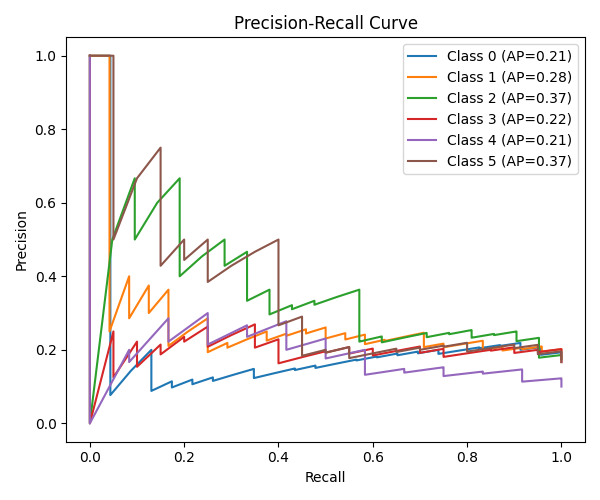 Precision-Recall Curve
Class 0 (AP=0.21)
Class 1 (AP=0.28)
Class 2 (AP=0.37)
Class 3 (AP=0.22)
Class 4 (AP=0.21)
Class 5 (AP=0.37)
Precision
1.0
0.8
0.6
0.4
0.2
0.0
0.0 0.2 0.4 0.6 0.8 1.0
Recall